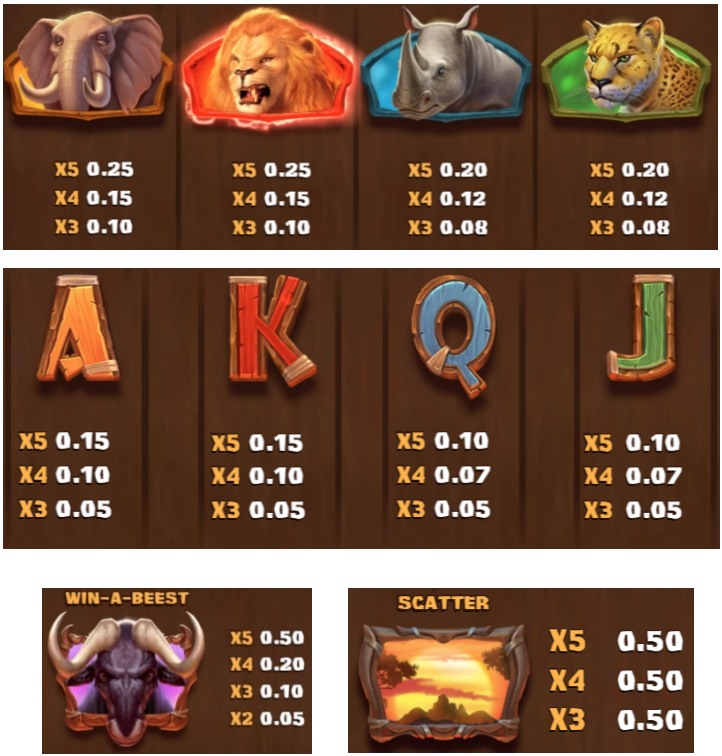 X5 0.25 X5 0.25 X5 0.20 X5 0.20
X4 0.15 X4 0.15 X4 0.12 X4 0.12
X3 0.10 X3 0.10 X3 0.08 X3 0.08
A K Q J
X5 0.15 X5 0.15 X5 0.10 X5 0.10
X4 0.10 X4 0.10 X4 0.07 X4 0.07
X3 0.05 X3 0.05 X3 0.05 X3 0.05
WIN-A-BEEST
X5 0.50
X4 0.20
X3 0.10
X2 0.05
SCATTER
X5 0.50
X4 0.50
X3 0.50